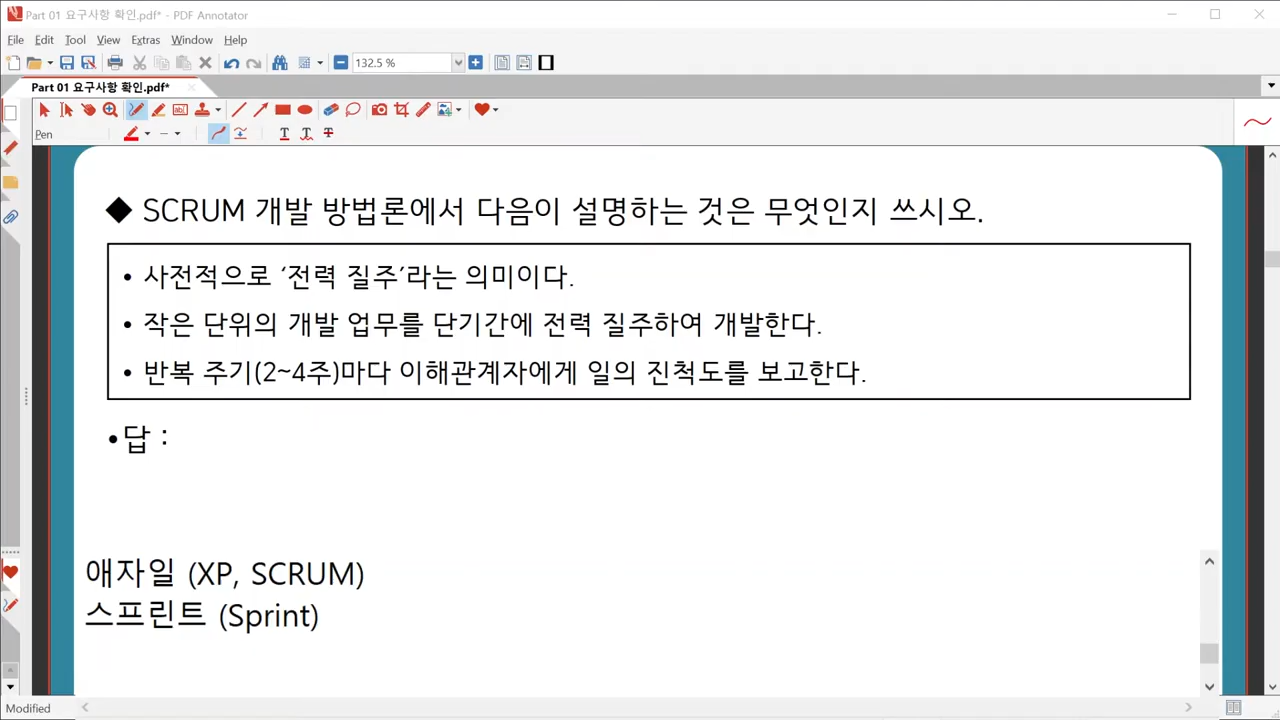 Part 01 요구사항 확인.pdf* - PDF Annotator
File Edit Tool View Extras Window Help
132.5 %
Part 01 요구사항 확인.pdf*
Pen
◆ SCRUM 개발 방법론에서 다음이 설명하는 것은 무엇인지 쓰시오.
• 사전적으로 ‘전력 질주’라는 의미이다.
• 작은 단위의 개발 업무를 단기간에 전력 질주하여 개발한다.
• 반복 주기(2~4주)마다 이해관계자에게 일의 진척도를 보고한다.
•답 :
애자일 (XP, SCRUM)
스프린트 (Sprint)
Modified